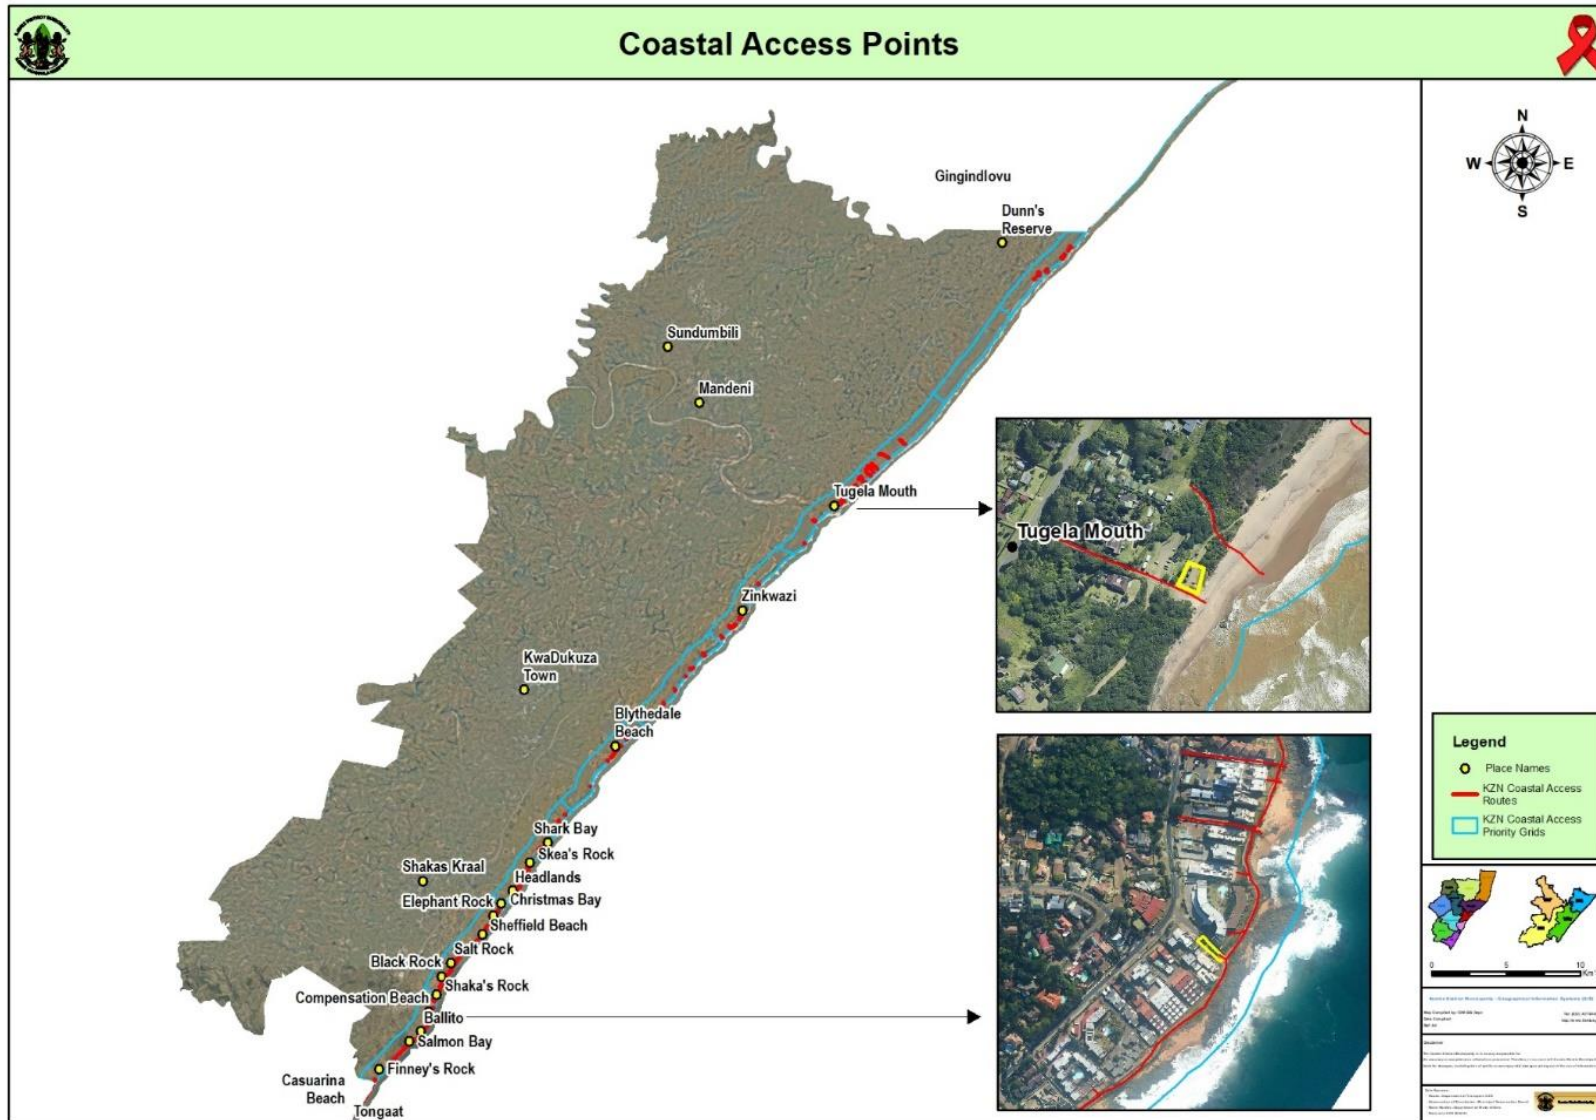 Coastal Access Points
N
W
E
S
Gingindlovu
Dunn's
Reserve
Sundumbili
Mandeni
Tugela Mouth
Tugela Mouth
Zinkwazi
KwaDukuza
Town
Blythedale
Beach
Shark Bay
Skea's Rock
Shakas Kraal
Headlands
Elephant Rock
Christmas Bay
Sheffield Beach
Salt Rock
Black Rock
Shaka's Rock
Compensation Beach
Ballito
Salmon Bay
Finney's Rock
Casuarina
Beach
Tongaat
Legend
Place Names
KZN Coastal Access
Routes
KZN Coastal Access
Priority Grids
0 5 10